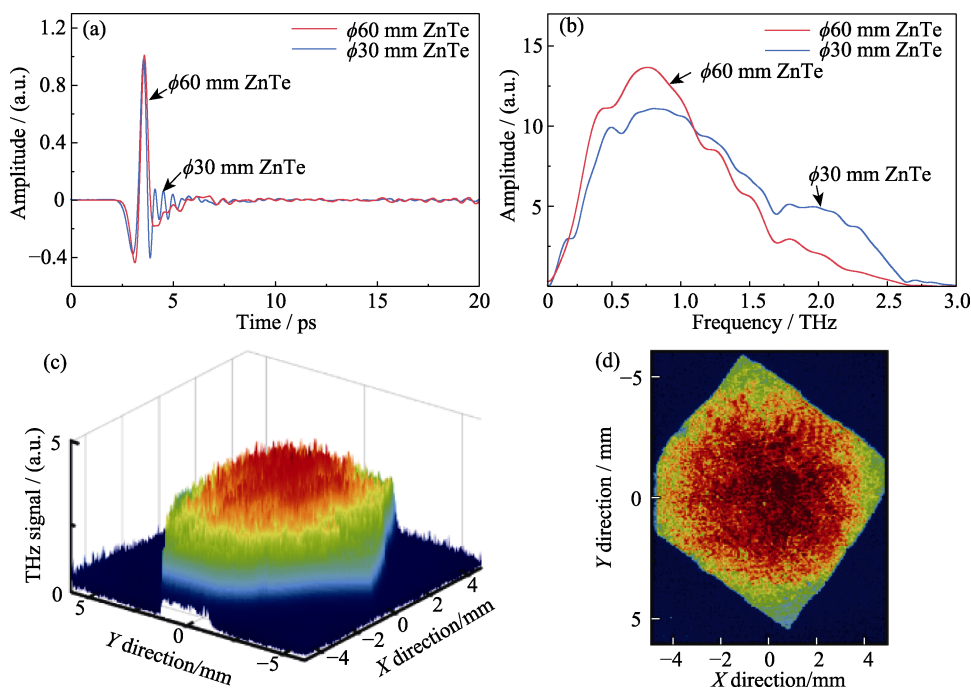 (a)
ϕ60 mm ZnTe
ϕ30 mm ZnTe
ϕ60 mm ZnTe
ϕ30 mm ZnTe
1.2
0.8
0.4
0
−0.4
Amplitude / (a.u.)
0 5 10 15 20
Time / ps
(b)
ϕ60 mm ZnTe
ϕ30 mm ZnTe
ϕ60 mm ZnTe
ϕ30 mm ZnTe
15
10
5
0
Amplitude / (a.u.)
0 0.5 1.0 1.5 2.0 2.5 3.0
Frequency / THz
(c)
5
0
THz signal / (a.u.)
5 0 −5
Y direction/mm
−4 −2 0 2 4
X direction/mm
(d)
−5
0
5
Y direction / mm
−4 −2 0 2 4
X direction/mm